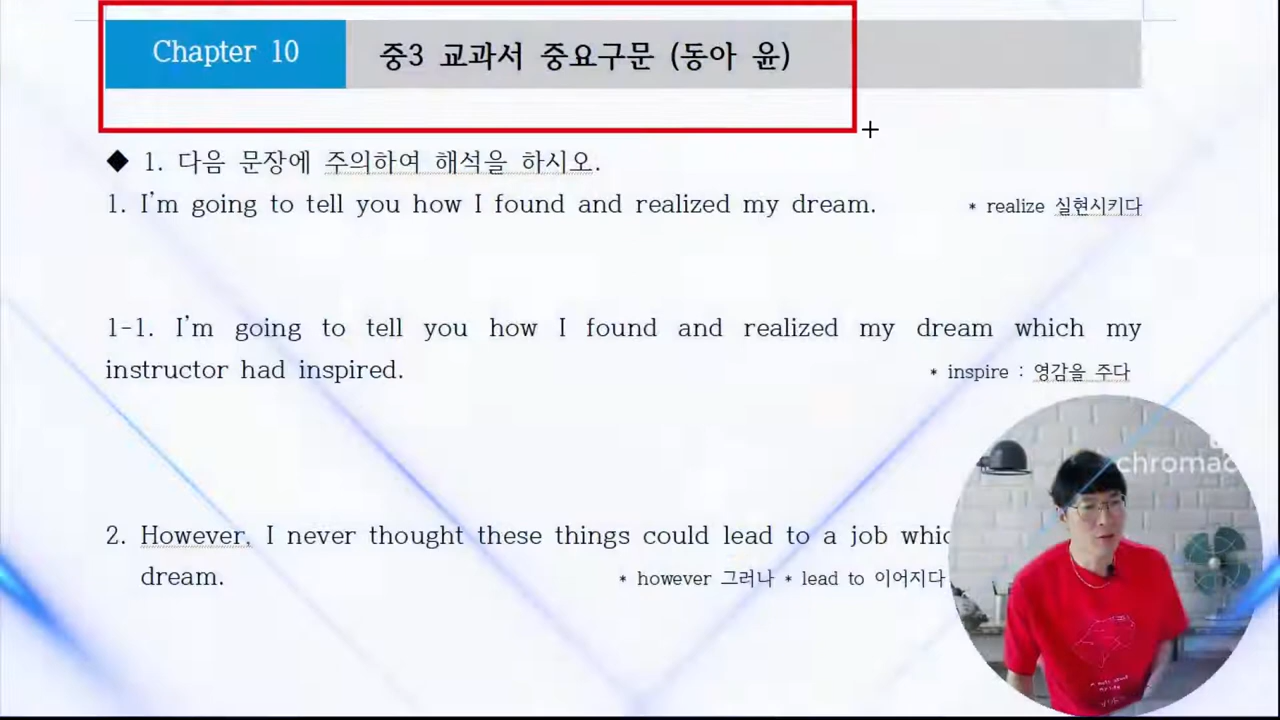 Chapter 10
중3 교과서 중요구문 (동아 윤)
◆ 1. 다음 문장에 주의하여 해석을 하시오.
1. I'm going to tell you how I found and realized my dream. * realize 실현시키다
1-1. I'm going to tell you how I found and realized my dream which my
instructor had inspired. * inspire : 영감을 주다
chromac
2. However, I never thought these things could lead to a job
dream. * however 그러나 * lead to 이어지다